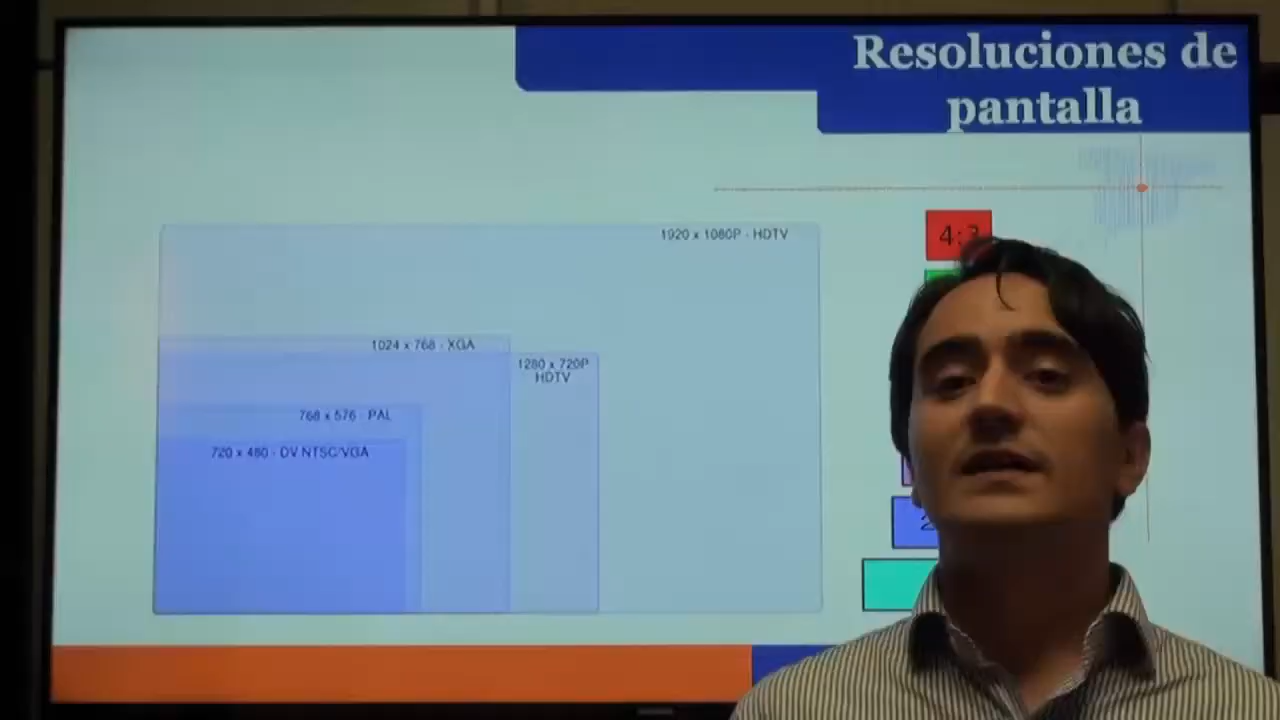 Resoluciones de
pantalla
1920 x 1080P - HDTV
4:3
1024 x 768 - XGA
1280 x 720P
HDTV
768 x 576 - PAL
720 x 480 - DV NTSC/VGA
2